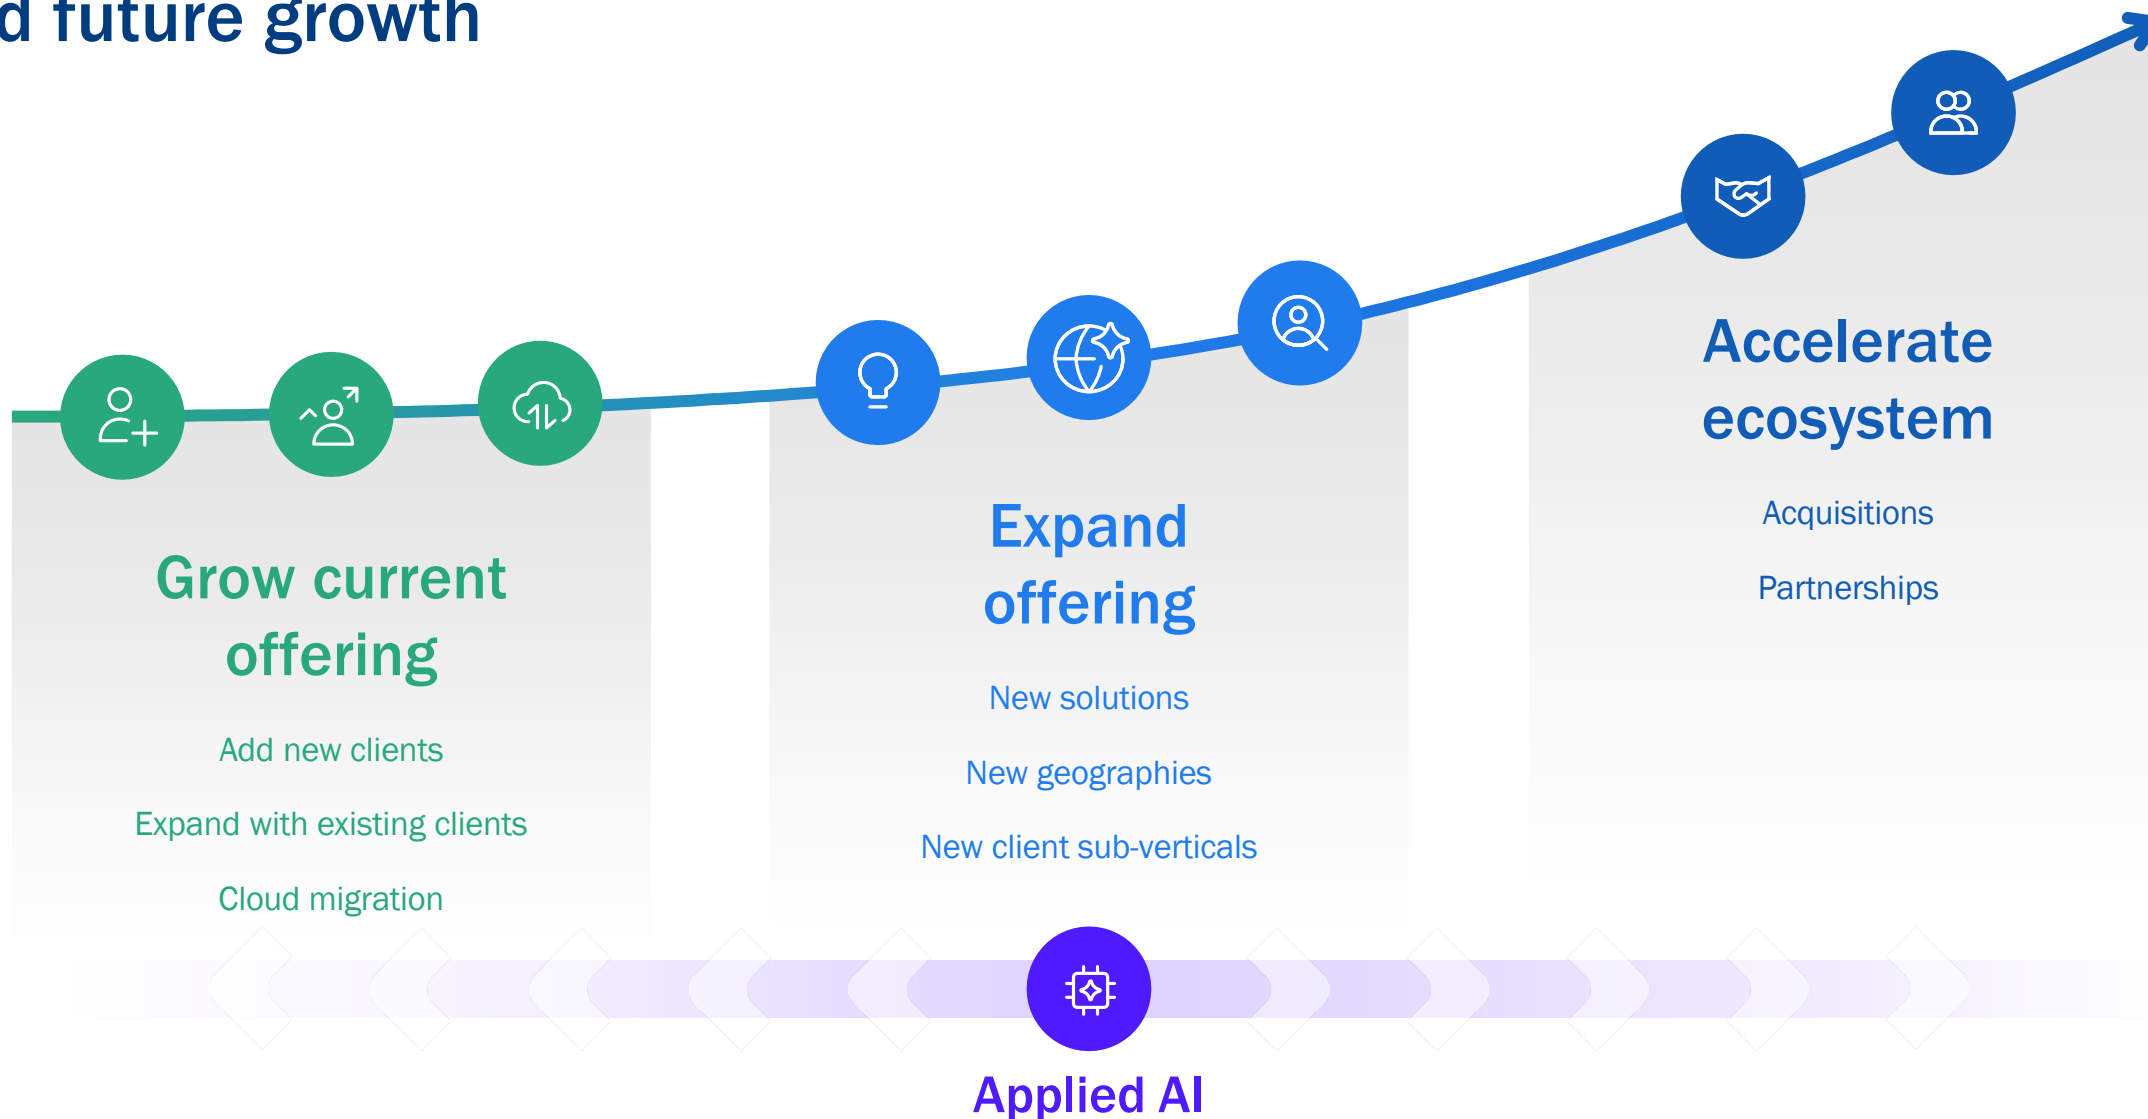 d future growth
Grow current
offering
Add new clients
Expand with existing clients
Cloud migration
Expand
offering
New solutions
New geographies
New client sub-verticals
Accelerate
ecosystem
Acquisitions
Partnerships
Applied AI